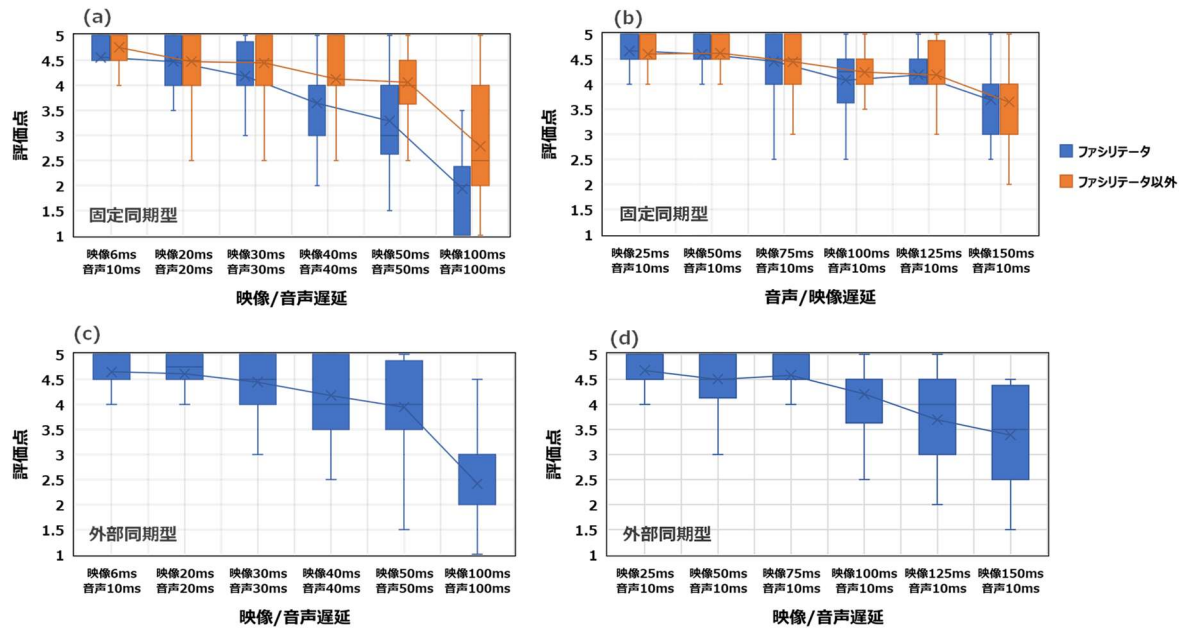 (a)
5
4.5
4
3.5
3
2.5
2
1.5
1
評価点
固定同期型
映像6ms 映像20ms 映像30ms 映像40ms 映像50ms 映像100ms
音声10ms 音声20ms 音声30ms 音声40ms 音声50ms 音声100ms
映像/音声遅延
(b)
5
4.5
4
3.5
3
2.5
2
1.5
1
評価点
固定同期型
映像25ms 映像50ms 映像75ms 映像100ms 映像125ms 映像150ms
音声10ms 音声10ms 音声10ms 音声10ms 音声10ms 音声10ms
音声/映像遅延
ファシリテータ
ファシリテータ以外
(c)
5
4.5
4
3.5
3
2.5
2
1.5
1
評価点
外部同期型
映像6ms 映像20ms 映像30ms 映像40ms 映像50ms 映像100ms
音声10ms 音声20ms 音声30ms 音声40ms 音声50ms 音声100ms
映像/音声遅延
(d)
5
4.5
4
3.5
3
2.5
2
1.5
1
評価点
外部同期型
映像25ms 映像50ms 映像75ms 映像100ms 映像125ms 映像150ms
音声10ms 音声10ms 音声10ms 音声10ms 音声10ms 音声10ms
映像/音声遅延